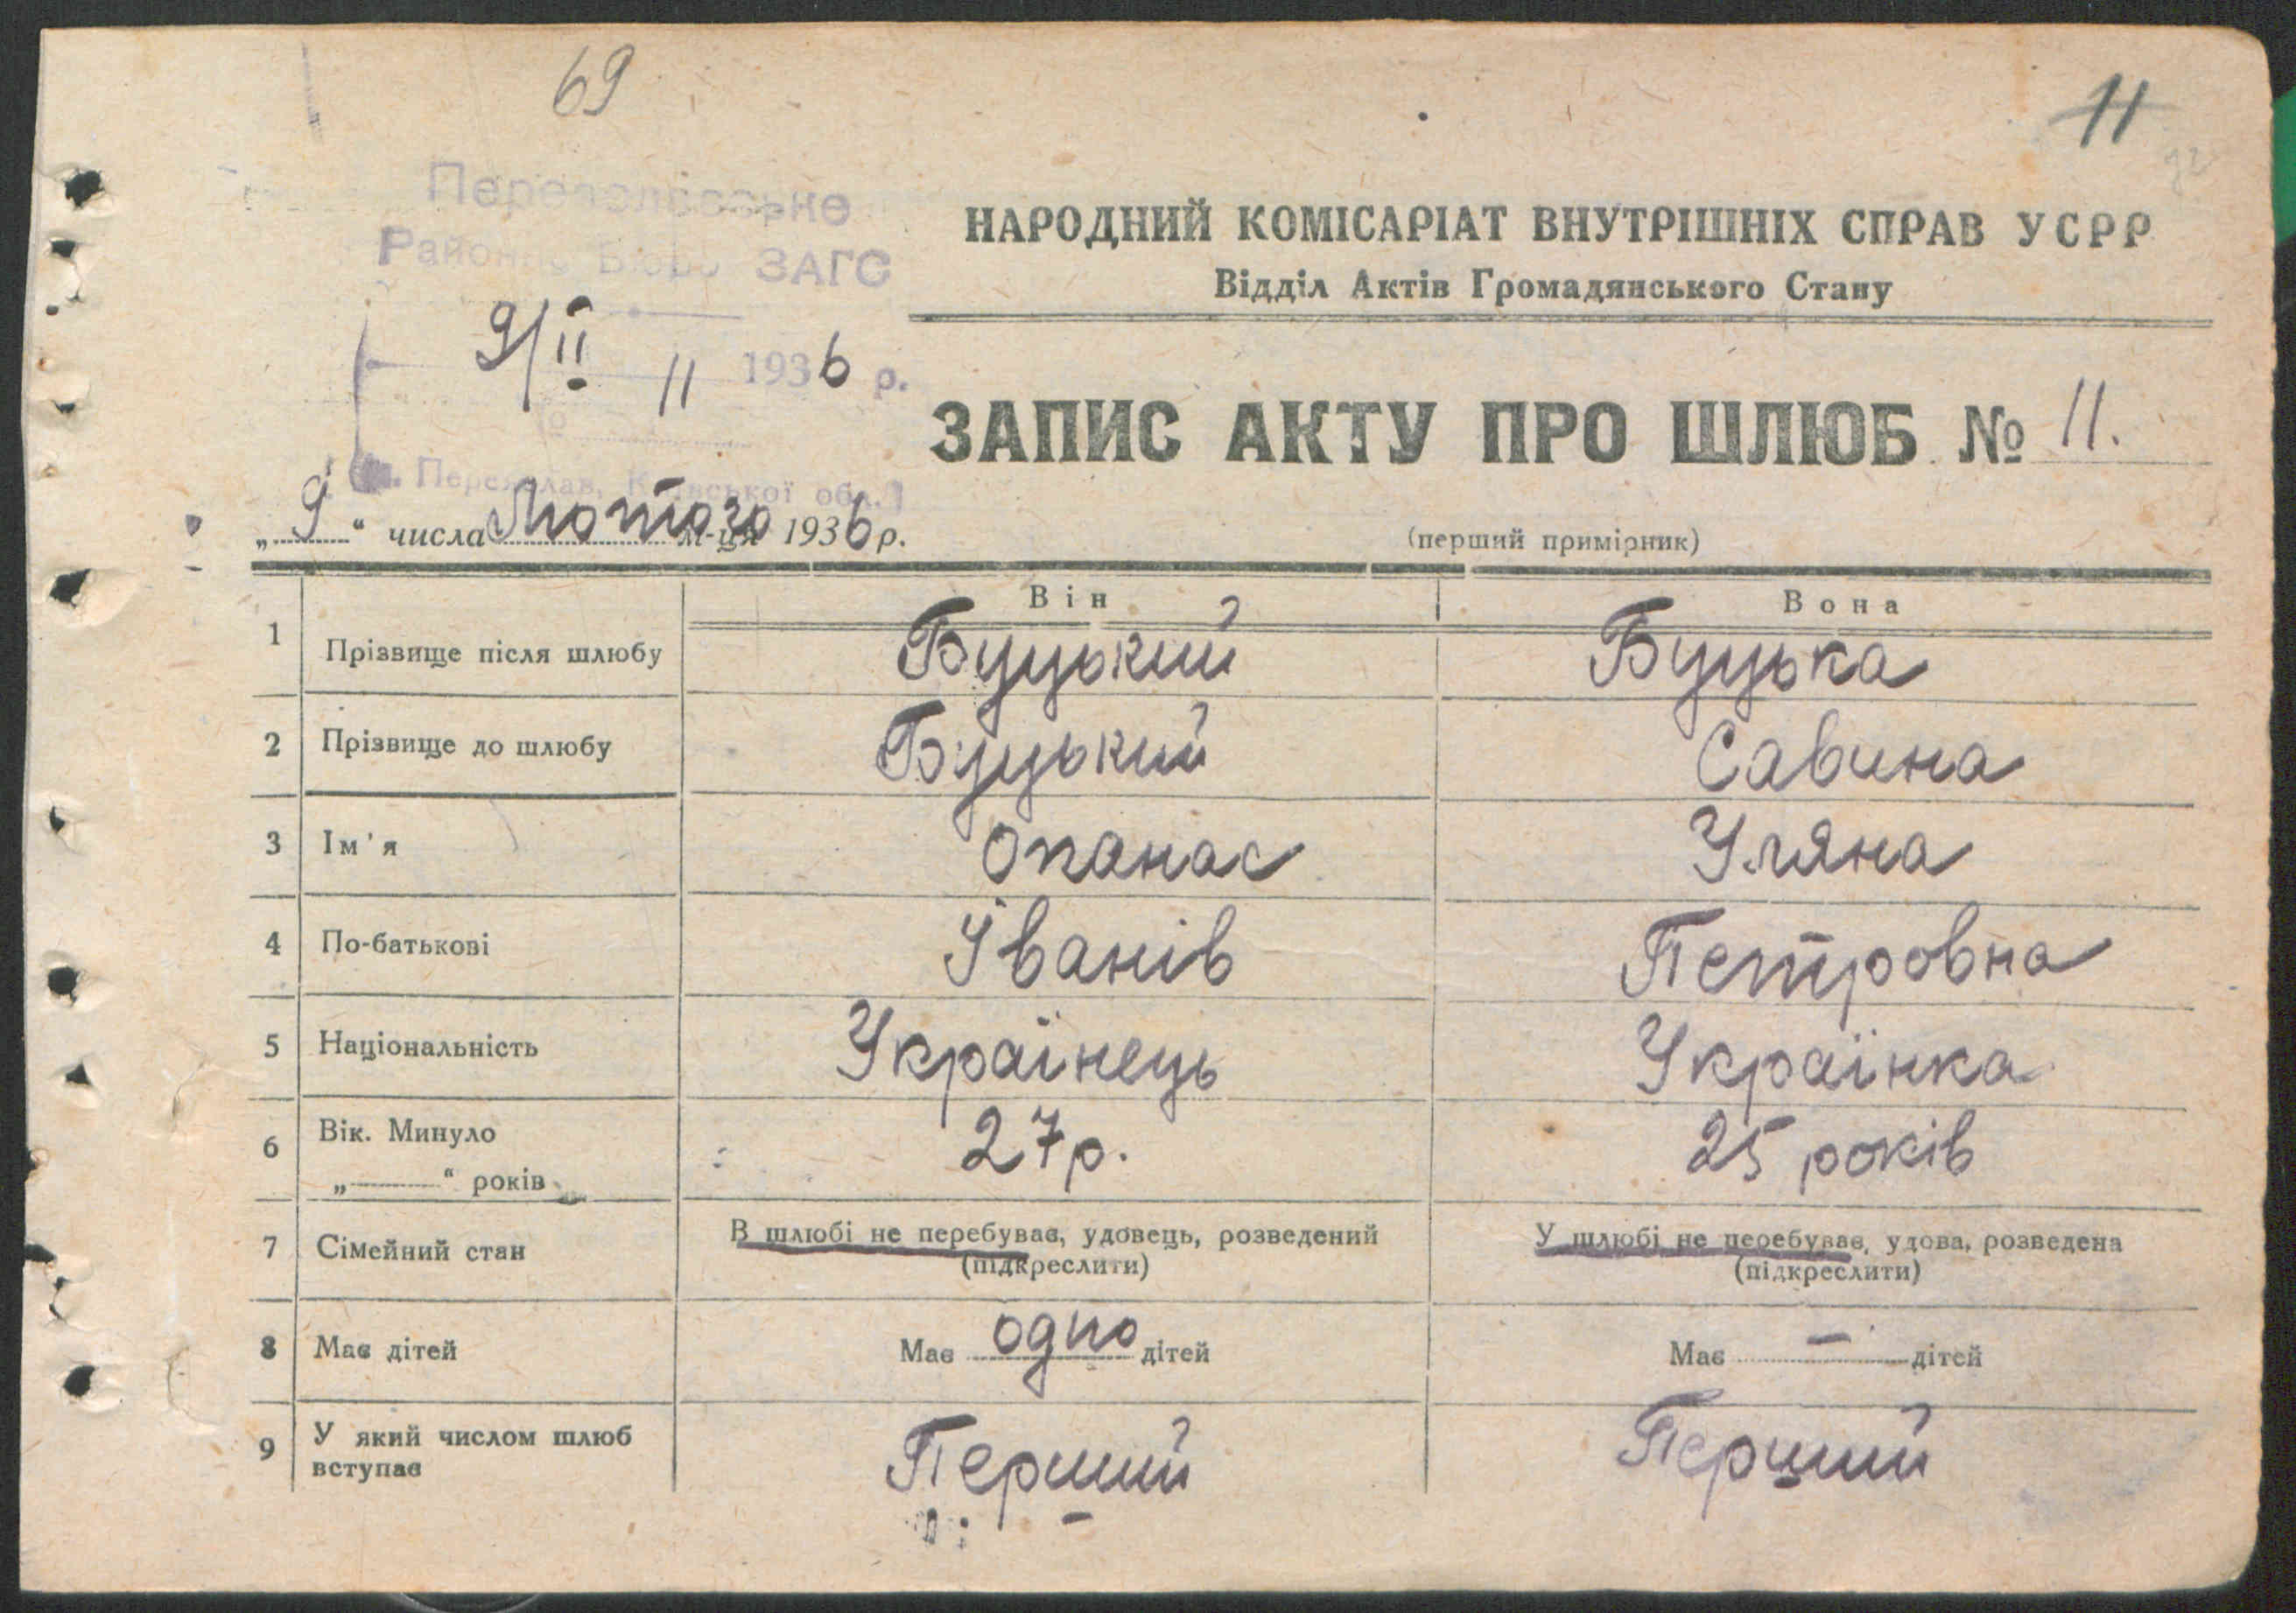 69
11
Районне Бюро ЗАГС
НАРОДНИЙ КОМІСАРІАТ ВНУТРІШНІХ СПРАВ УСРР
Відділ Актів Громадянського Стану
9/II 11 1936 р.
ЗАПИС АКТУ ПРО ШЛЮБ № 11.
Переяслав, Київської обл.
„9“ числа Лютого м-ця 1936 р.
(перший примірник)
Він Вона
1 Прізвище після шлюбу Буцький Буцька
2 Прізвище до шлюбу Буцький Савина
3 Ім'я Опанас Уляна
4 По-батькові Іванів Петровна
5 Національність Українець Українка
6 Вік. Минуло 27 р. 25 років
„ “ років
7 Сімейний стан В шлюбі не перебуває, удовець, розведений У шлюбі не перебуває, удова, розведена
(підкреслити) (підкреслити)
8 Має дітей Має одно дітей Має — дітей
9 У який числом шлюб Перший Перший
вступає